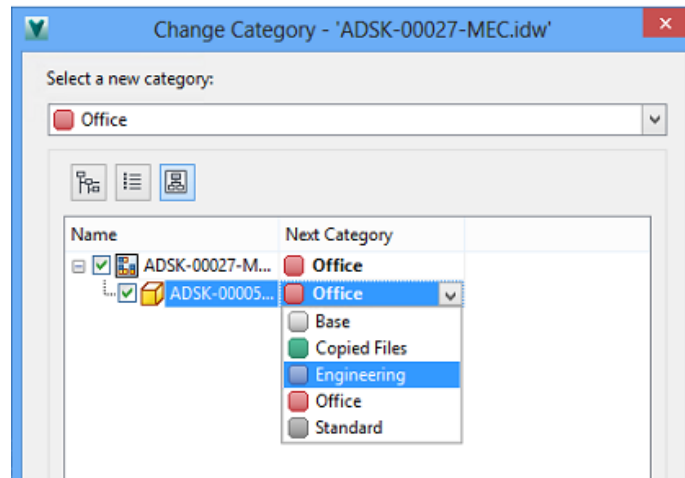 Change Category - 'ADSK-00027-MEC.idw'
Select a new category:
Office
Name Next Category
ADSK-00027-M... Office
ADSK-00005... Office
Base
Copied Files
Engineering
Office
Standard